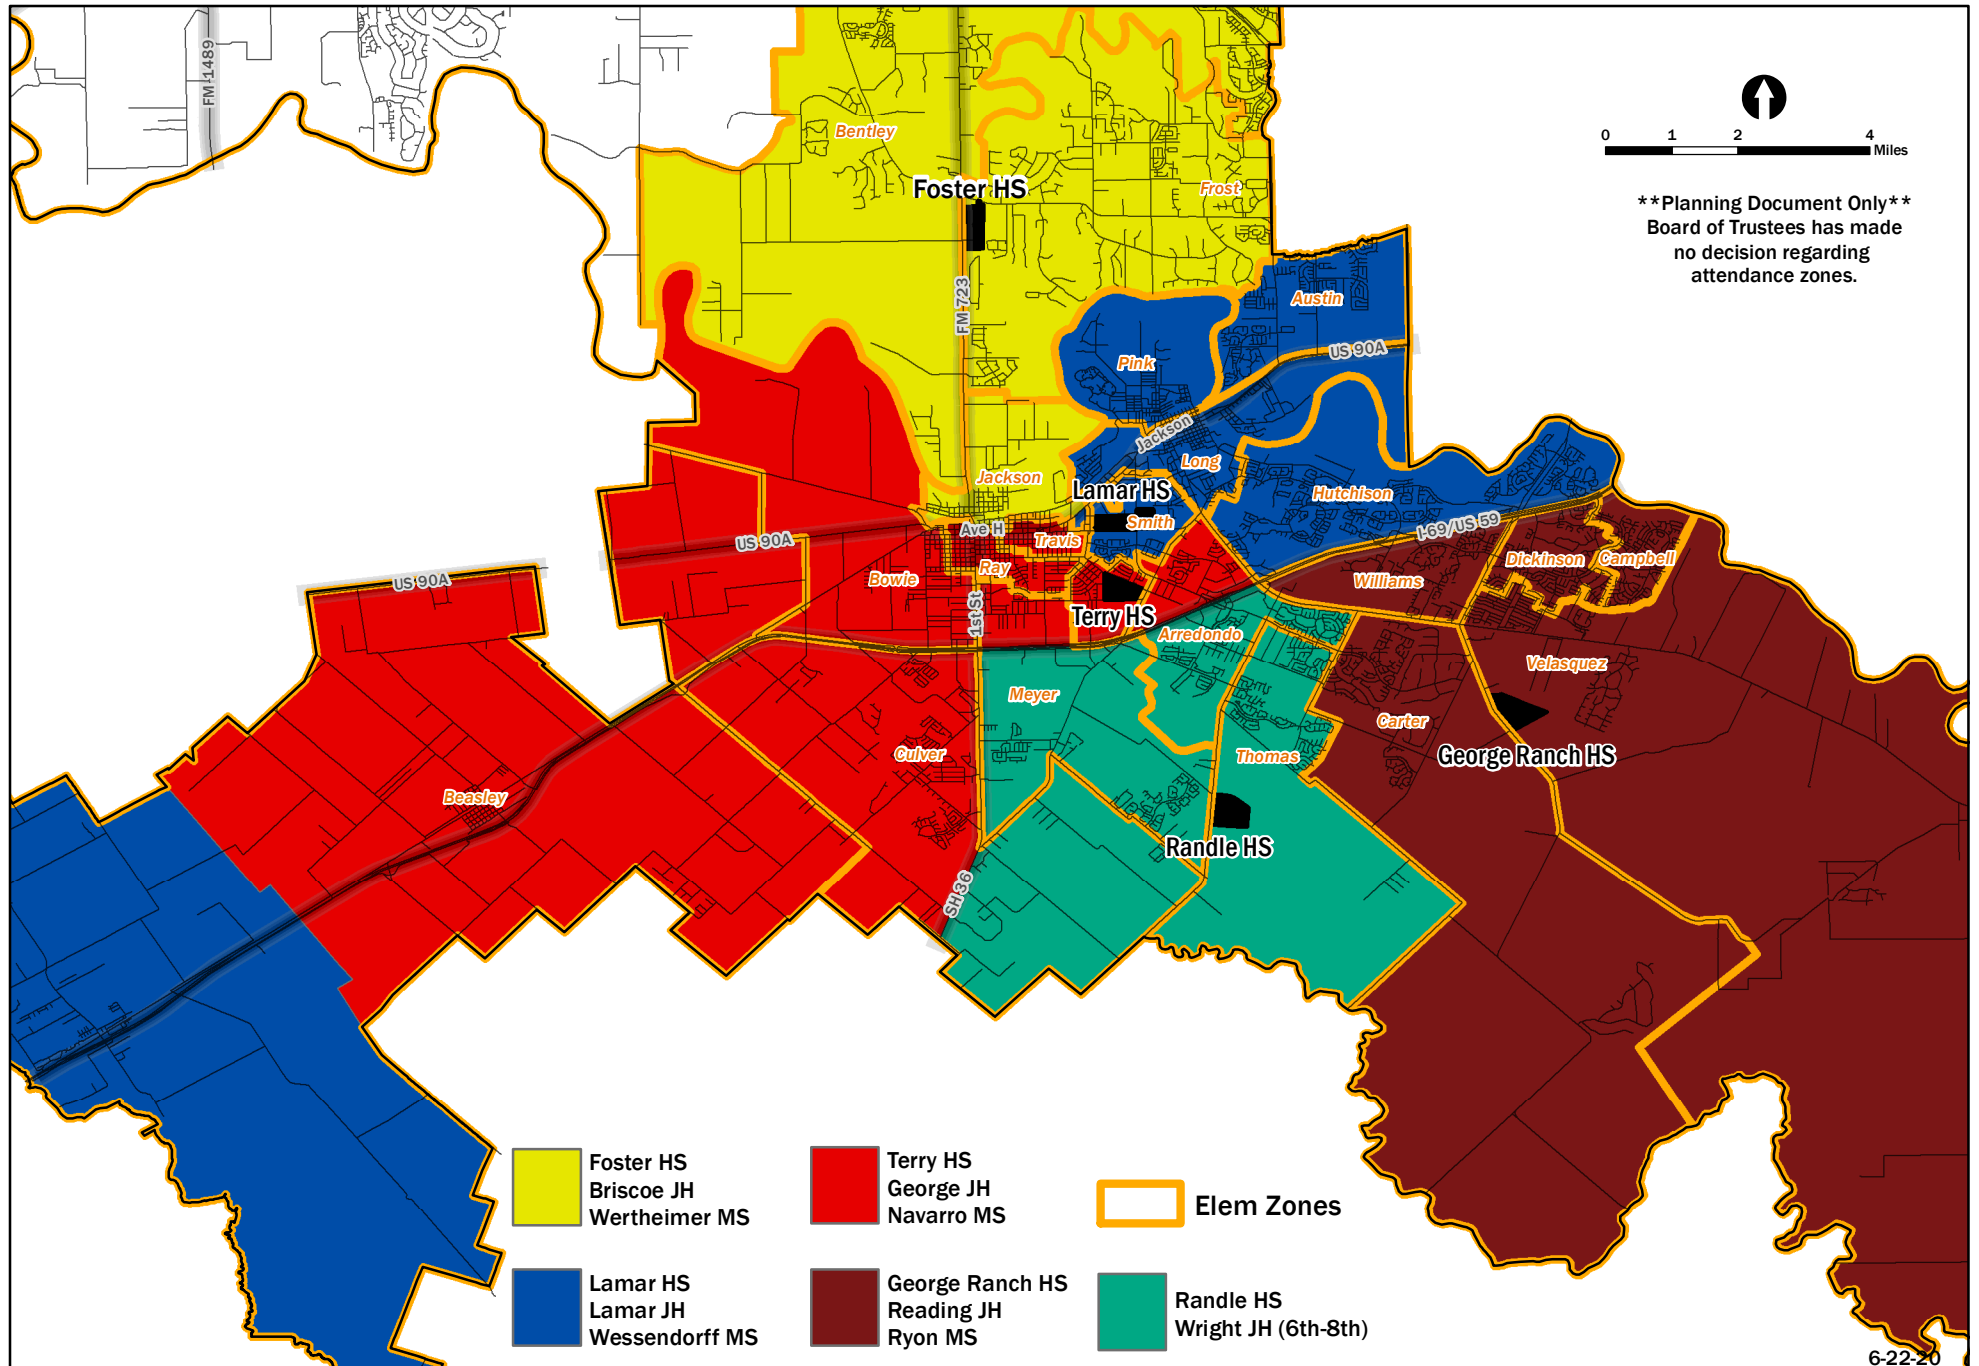 FM 1489
0 1 2 4
Miles
**Planning Document Only**
Board of Trustees has made
no decision regarding
attendance zones.
Bentley
Foster HS
Frost
FM 723
Austin
US 90A
Pink
Jackson
Long
Jackson
Lamar HS
Hutchison
Smith
I-69/US 59
Ave H
Travis
US 90A
US 90A
Bowie
Ray
Williams
Dickinson
Campbell
1st St
Terry HS
Arredondo
Velasquez
Meyer
Carter
Culver
Thomas
George Ranch HS
Beasley
Randle HS
SH 36
Foster HS
Briscoe JH
Wertheimer MS
Terry HS
George JH
Navarro MS
Elem Zones
Lamar HS
Lamar JH
Wessendorff MS
George Ranch HS
Reading JH
Ryon MS
Randle HS
Wright JH (6th-8th)
6-22-20